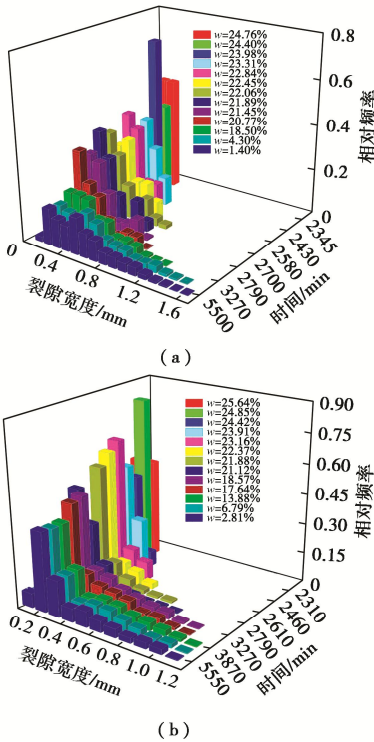 0.8
0.6
0.4
0.2
0
相对频率
w=24.76%
w=24.40%
w=23.98%
w=23.31%
w=22.84%
w=22.45%
w=22.06%
w=21.89%
w=21.45%
w=20.77%
w=18.50%
w=4.30%
w=1.40%
2345
2430
2580
2700
2790
3270
5500
时间/min
0
0.4
0.8
1.2
1.6
裂隙宽度/mm
(a)
0.90
0.75
0.60
0.45
0.30
0.15
0
相对频率
w=25.64%
w=24.85%
w=24.42%
w=23.91%
w=23.16%
w=22.37%
w=21.88%
w=21.12%
w=18.57%
w=17.64%
w=13.88%
w=6.79%
w=2.81%
2310
2460
2610
2790
3270
3870
5550
时间/min
0.2
0.4
0.6
0.8
1.0
1.2
裂隙宽度/mm
(b)